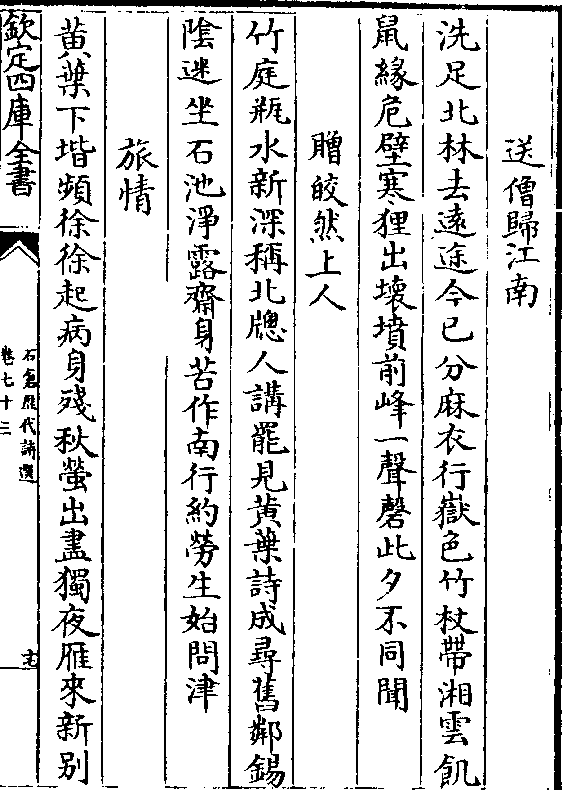 送僧歸江南
洗足北林去遠途今已分麻衣行嶽色竹杖帶湘雲飢
鼠緣危壁寒狸出壞墳前峰一聲磬此夕不同聞
贈皎然上人
竹庭瓶水新深稱北牕人講罷見黃葉詩成尋舊鄰錫
陰迷坐石池淨露齋身苦作南行約勞生始問津
旅情
黄葉下堦頻徐徐起病身殘秋螢出盡獨夜雁來新别
欽定四庫全書
石倉歷代詩選
卷七十三